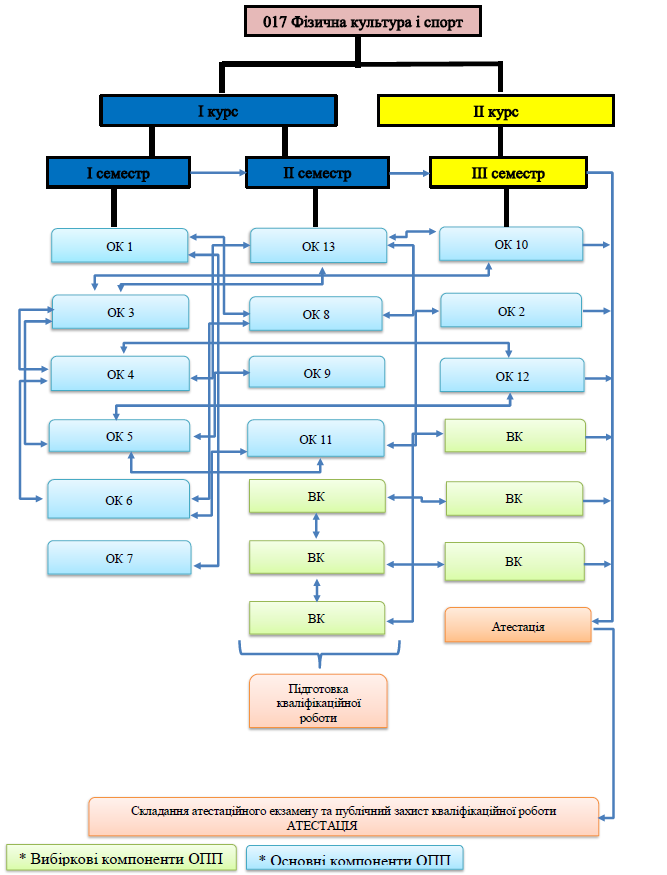 017 Фізична культура і спорт
І курс
ІІ курс
І семестр
ІІ семестр
ІІІ семестр
ОК 1
ОК 13
ОК 10
ОК 3
ОК 8
ОК 2
ОК 4
ОК 9
ОК 12
ОК 5
ОК 11
ВК
ОК 6
ВК
ВК
ОК 7
ВК
ВК
ВК
Атестація
Підготовка
кваліфікаційної
роботи
Складання атестаційного екзамену та публічний захист кваліфікаційної роботи
АТЕСТАЦІЯ
* Вибіркові компоненти ОПП
* Основні компоненти ОПП